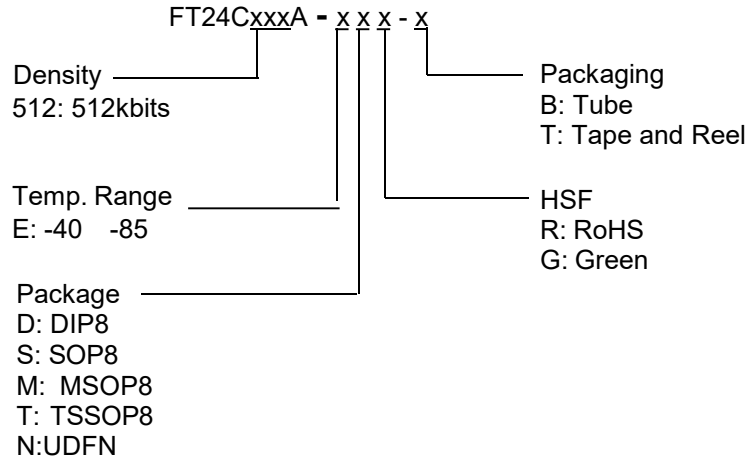 FT24CxxxA - x x x - x
Density
512: 512kbits
Temp. Range
E: -40 -85
Package
D: DIP8
S: SOP8
M: MSOP8
T: TSSOP8
N:UDFN
Packaging
B: Tube
T: Tape and Reel
HSF
R: RoHS
G: Green